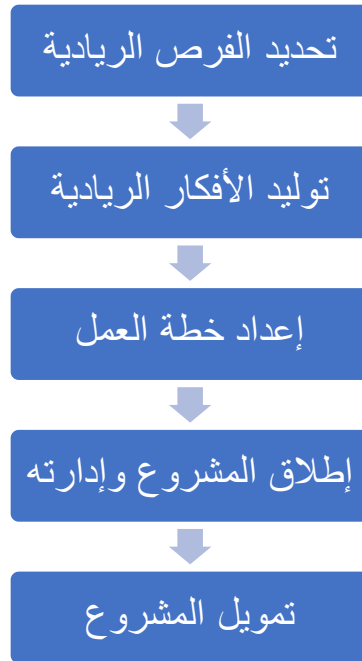 تحديد الفرص الريادية
توليد الأفكار الريادية
إعداد خطة العمل
إطلاق المشروع وإدارته
تمويل المشروع